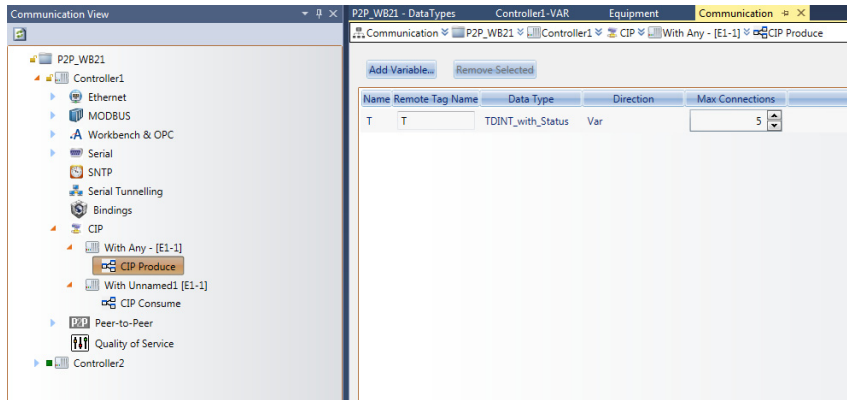 Communication View
P2P_WB21 - DataTypes Controller1-VAR Equipment Communication
Communication P2P_WB21 Controller1 CIP With Any - [E1-1] CIP Produce
P2P_WB21
Controller1
Ethernet
MODBUS
Workbench & OPC
Serial
SNTP
Serial Tunnelling
Bindings
CIP
With Any - [E1-1]
CIP Produce
With Unnamed1 [E1-1]
CIP Consume
P2P Peer-to-Peer
Quality of Service
Controller2
Add Variable... Remove Selected
Name Remote Tag Name Data Type Direction Max Connections
T T TDINT_with_Status Var 5